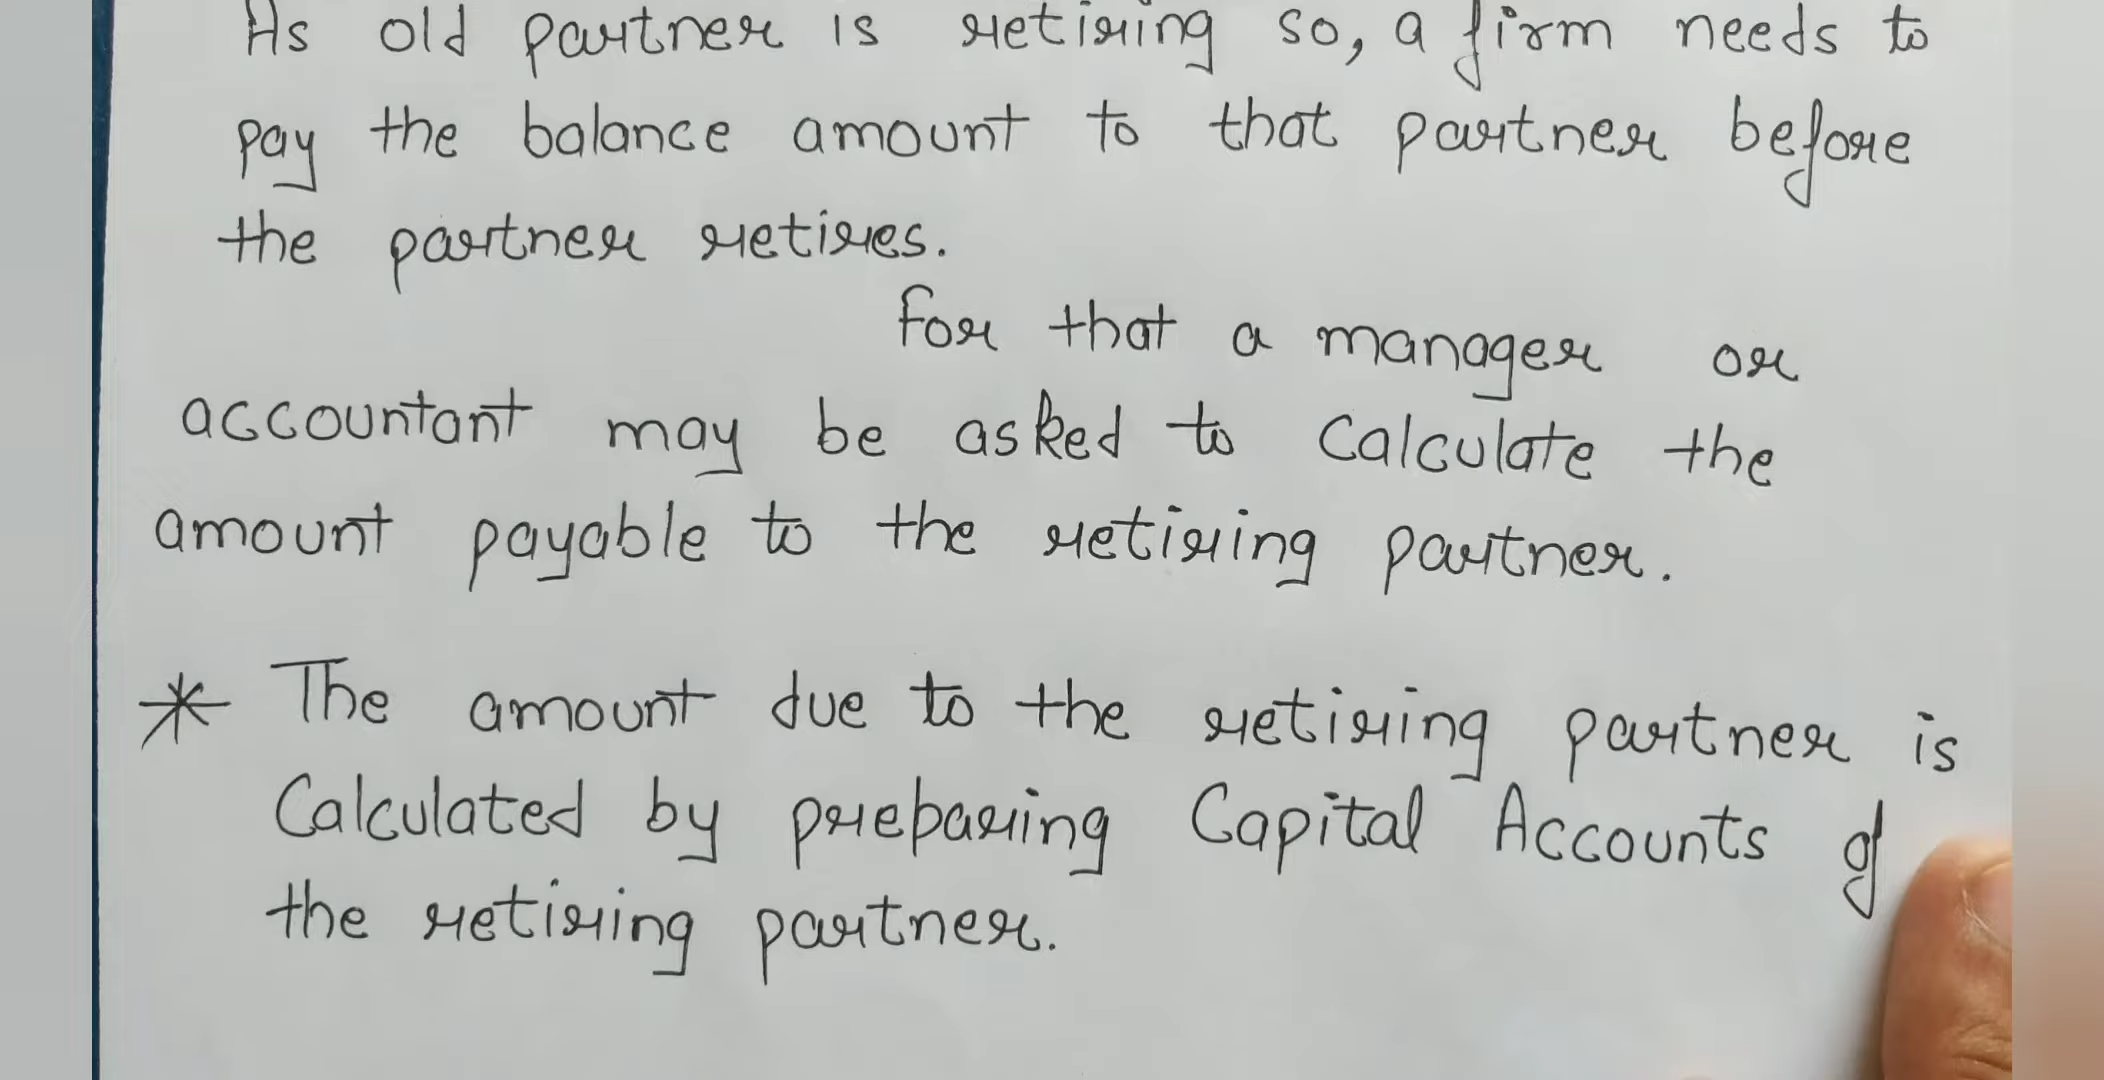 As old partner is retiring so, a firm needs to
pay the balance amount to that partner before
the partner retires.
For that a manager or
accountant may be asked to calculate the
amount payable to the retiring partner.
* The amount due to the retiring partner is
Calculated by prebaring Capital Accounts of
the retiring partner.